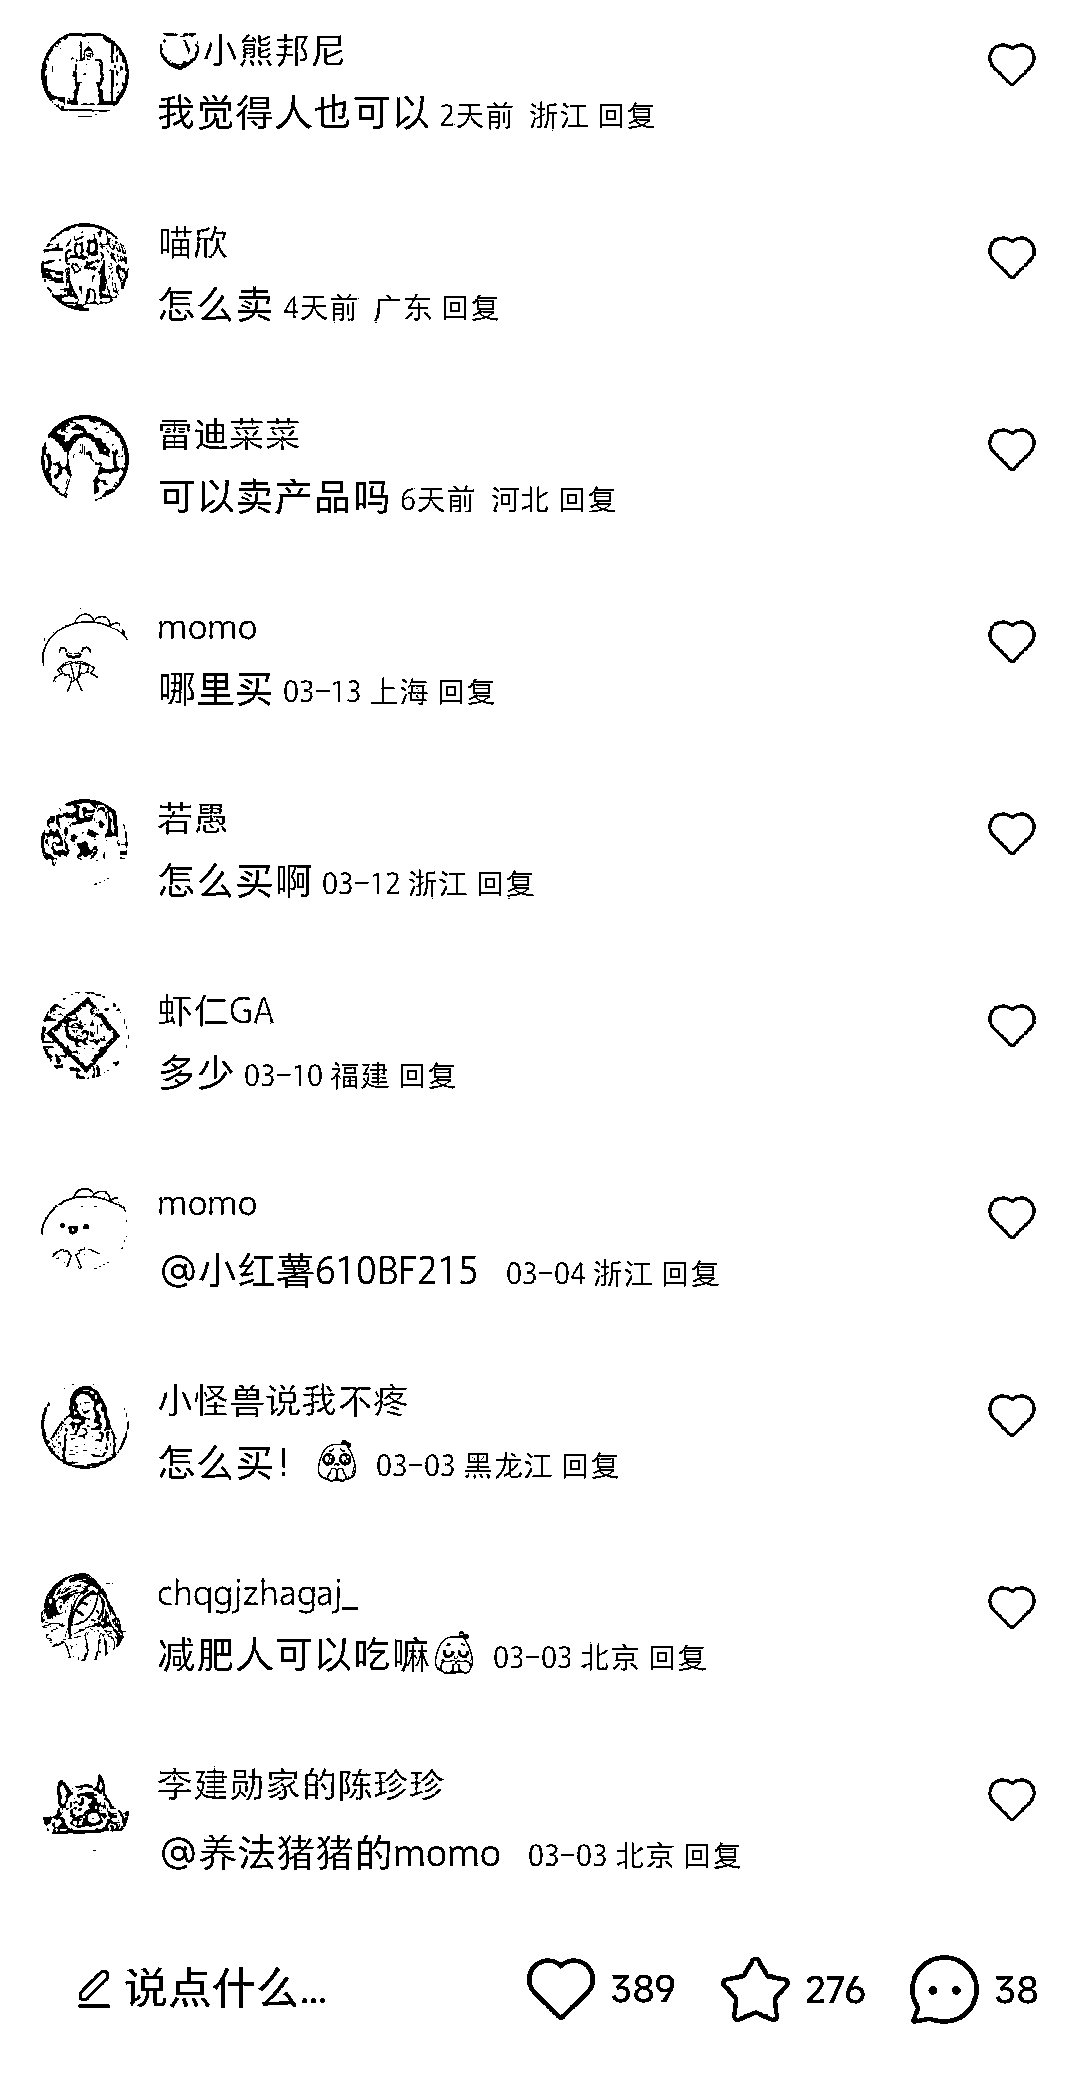 小熊邦尼
我觉得人也可以 2天前 浙江 回复
喵欣
怎么卖 4天前 广东 回复
雷迪菜菜
可以卖产品吗 6天前 河北 回复
momo
哪里买 03-13 上海 回复
若愚
怎么买啊 03-12 浙江 回复
虾仁GA
多少 03-10 福建 回复
momo
@小红薯610BF215 03-04 浙江 回复
小怪兽说我不疼
怎么买！ 03-03 黑龙江 回复
chqgjzhagaj_
减肥人可以吃嘛 03-03 北京 回复
李建勋家的陈珍珍
@养法猪猪的momo 03-03 北京 回复
说点什么... 389 276 38